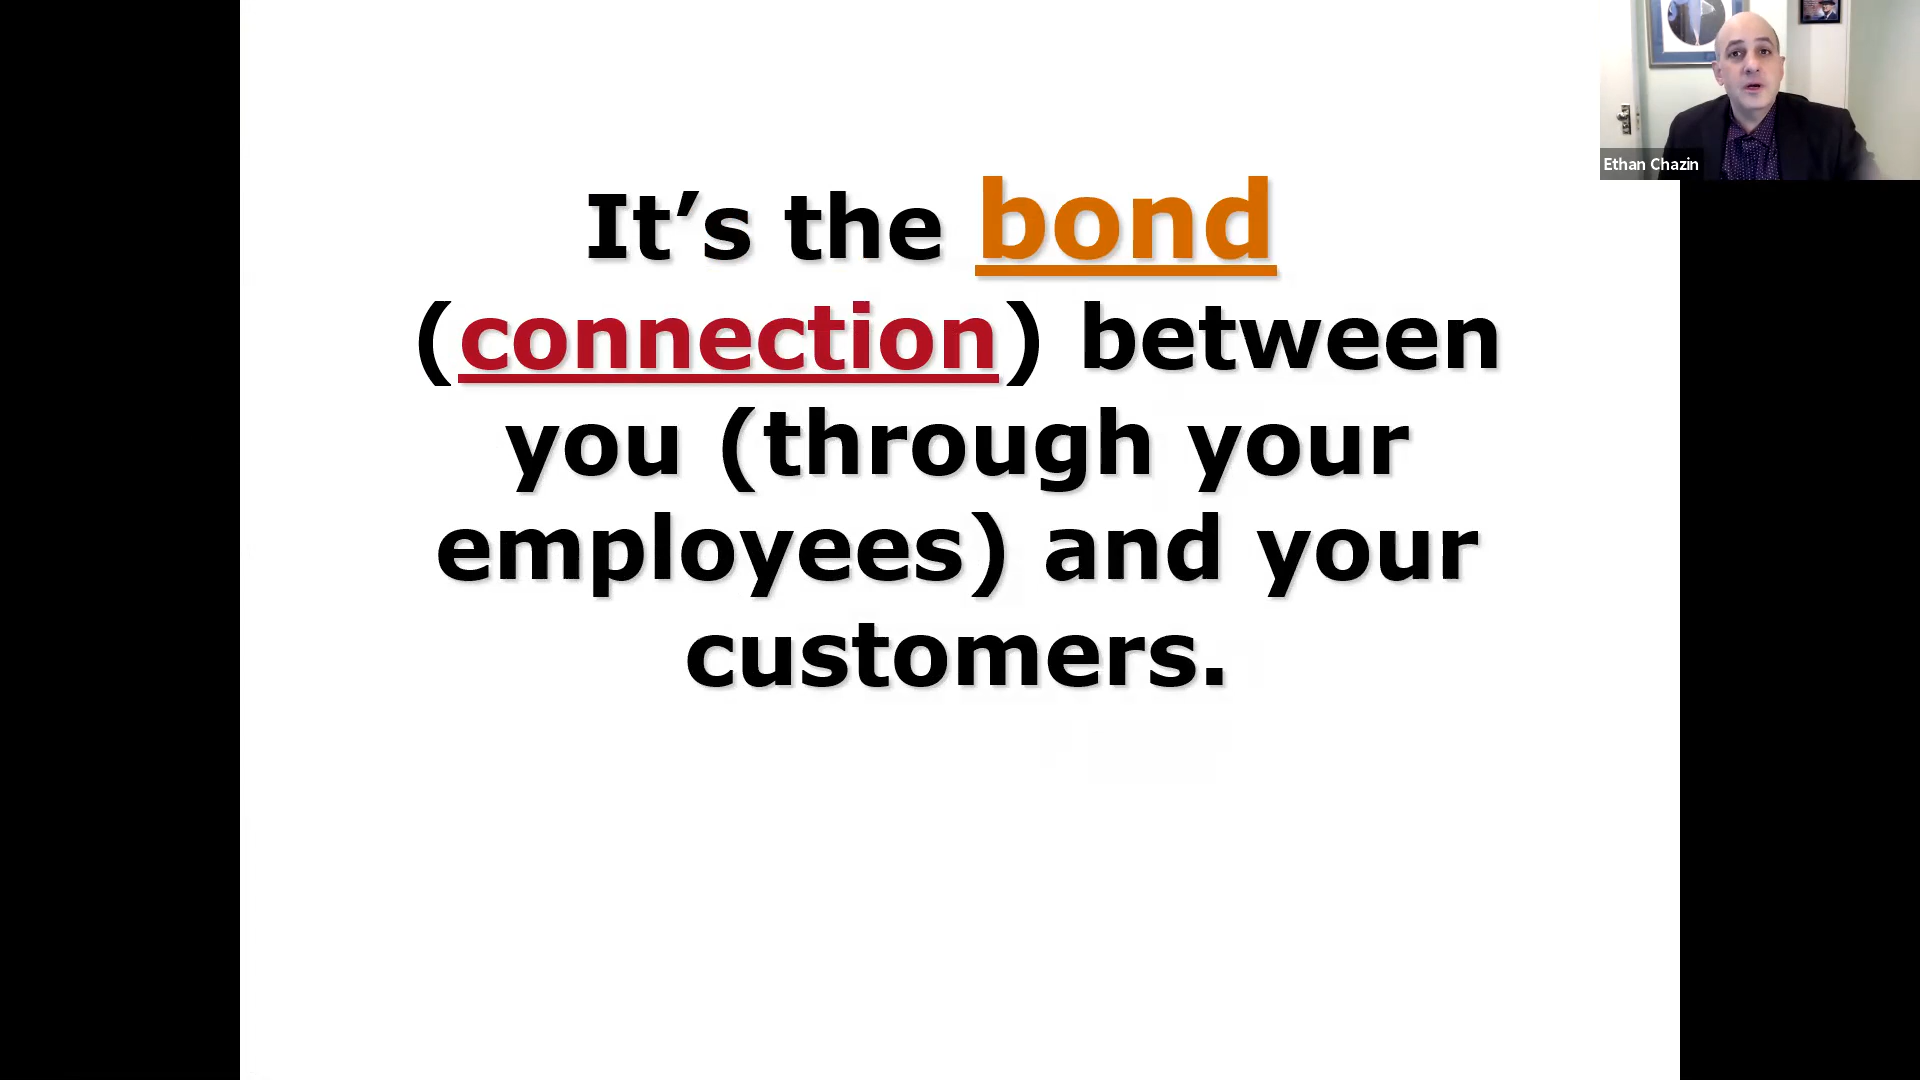 It’s the bond
(connection) between
you (through your
employees) and your
customers.
Ethan Chazin